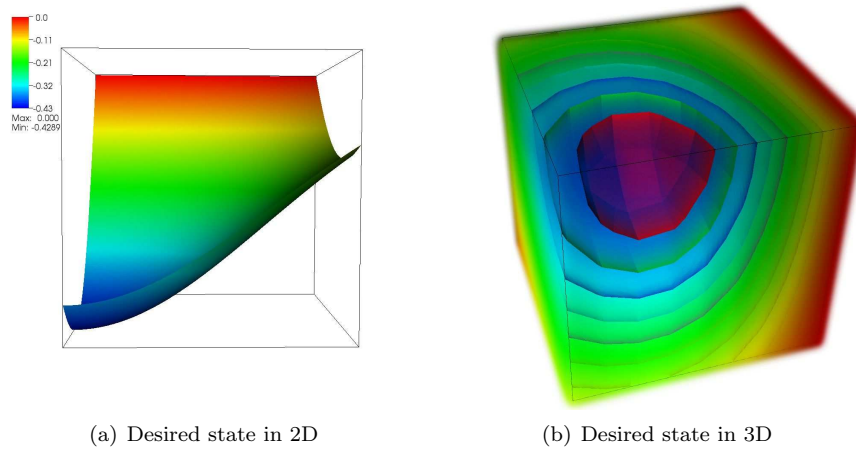 0.0
-0.11
-0.21
-0.32
-0.43
Max: 0.000
Min: -0.4289
(a) Desired state in 2D
(b) Desired state in 3D